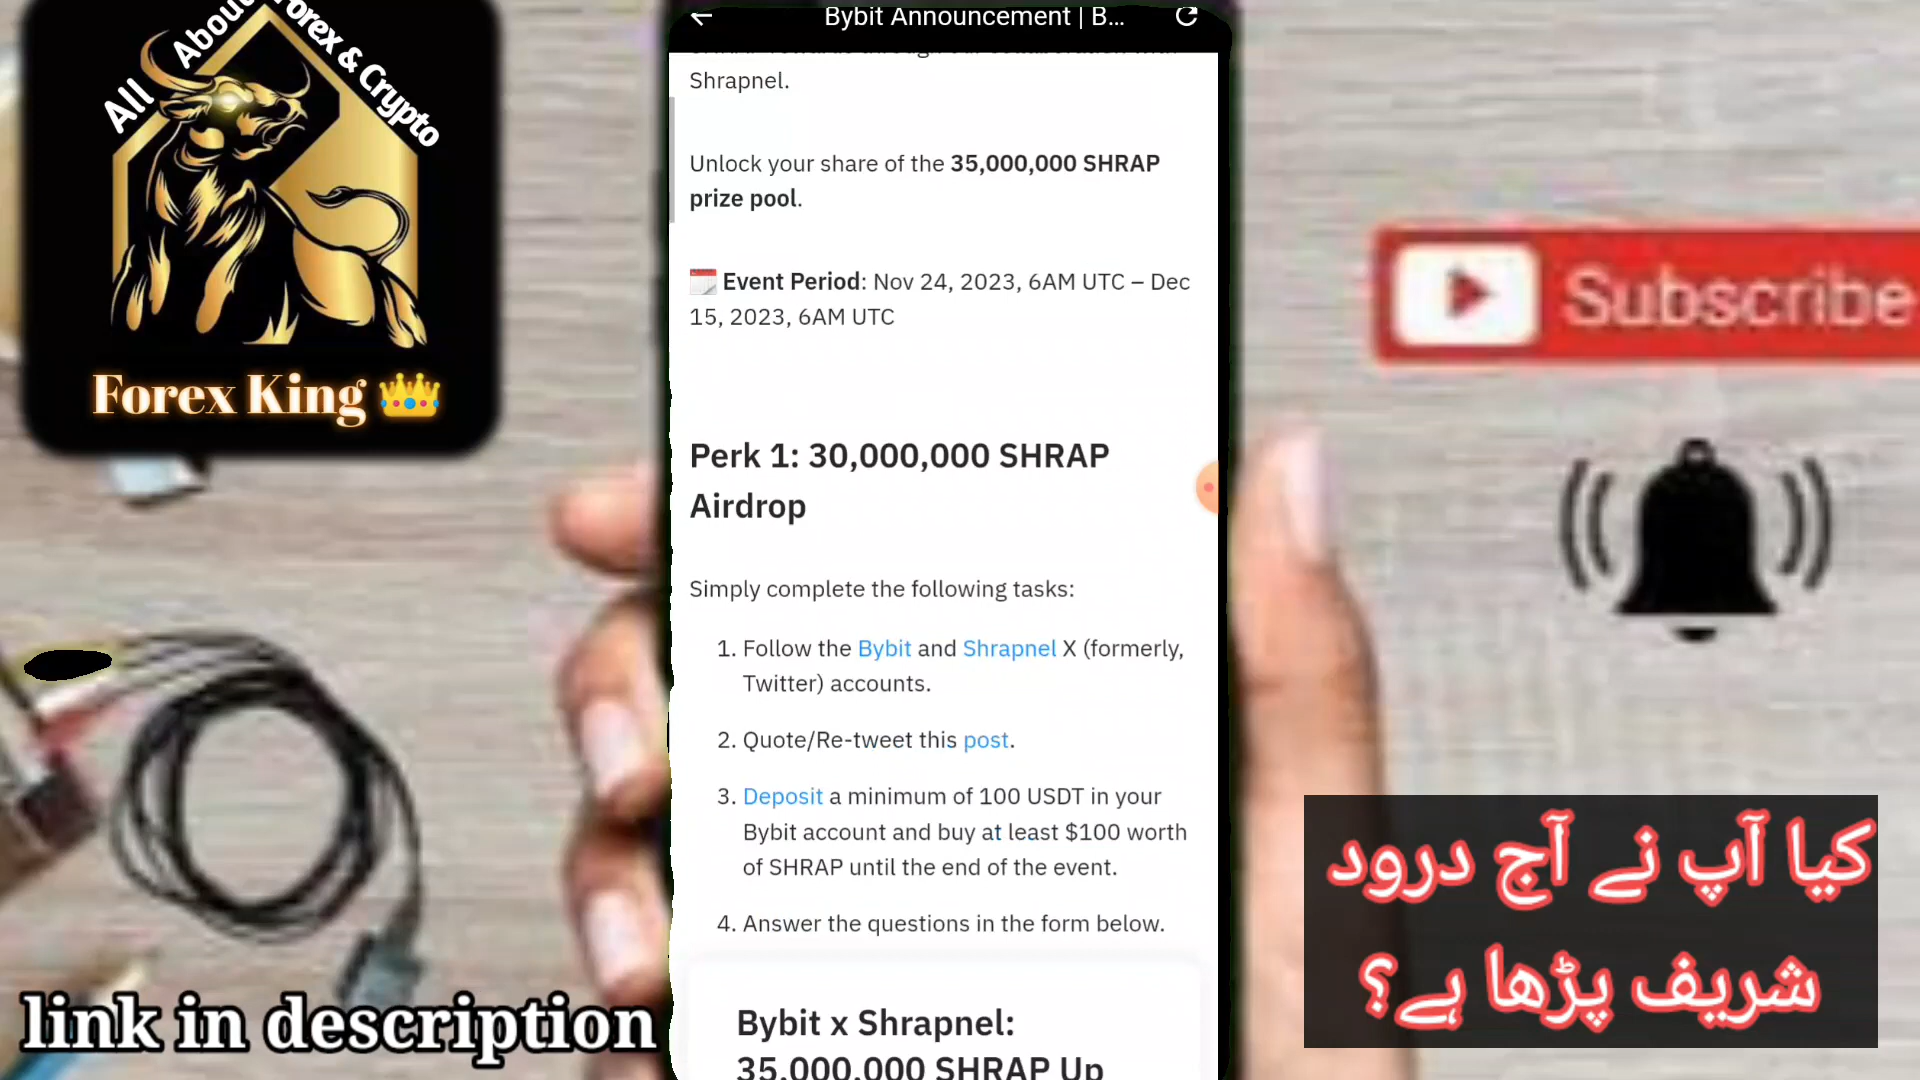 All About Forex & Crypto
Forex King
link in description
Bybit Announcement | B...
Shrapnel.
Unlock your share of the 35,000,000 SHRAP
prize pool.
Event Period: Nov 24, 2023, 6AM UTC – Dec
15, 2023, 6AM UTC
Perk 1: 30,000,000 SHRAP
Airdrop
Simply complete the following tasks:
1. Follow the Bybit and Shrapnel X (formerly,
Twitter) accounts.
2. Quote/Re-tweet this post.
3. Deposit a minimum of 100 USDT in your
Bybit account and buy at least $100 worth
of SHRAP until the end of the event.
4. Answer the questions in the form below.
Bybit x Shrapnel:
35,000,000 SHRAP Up
Subscribe
کیا آپ نے آج درود
شریف پڑھا ہے؟